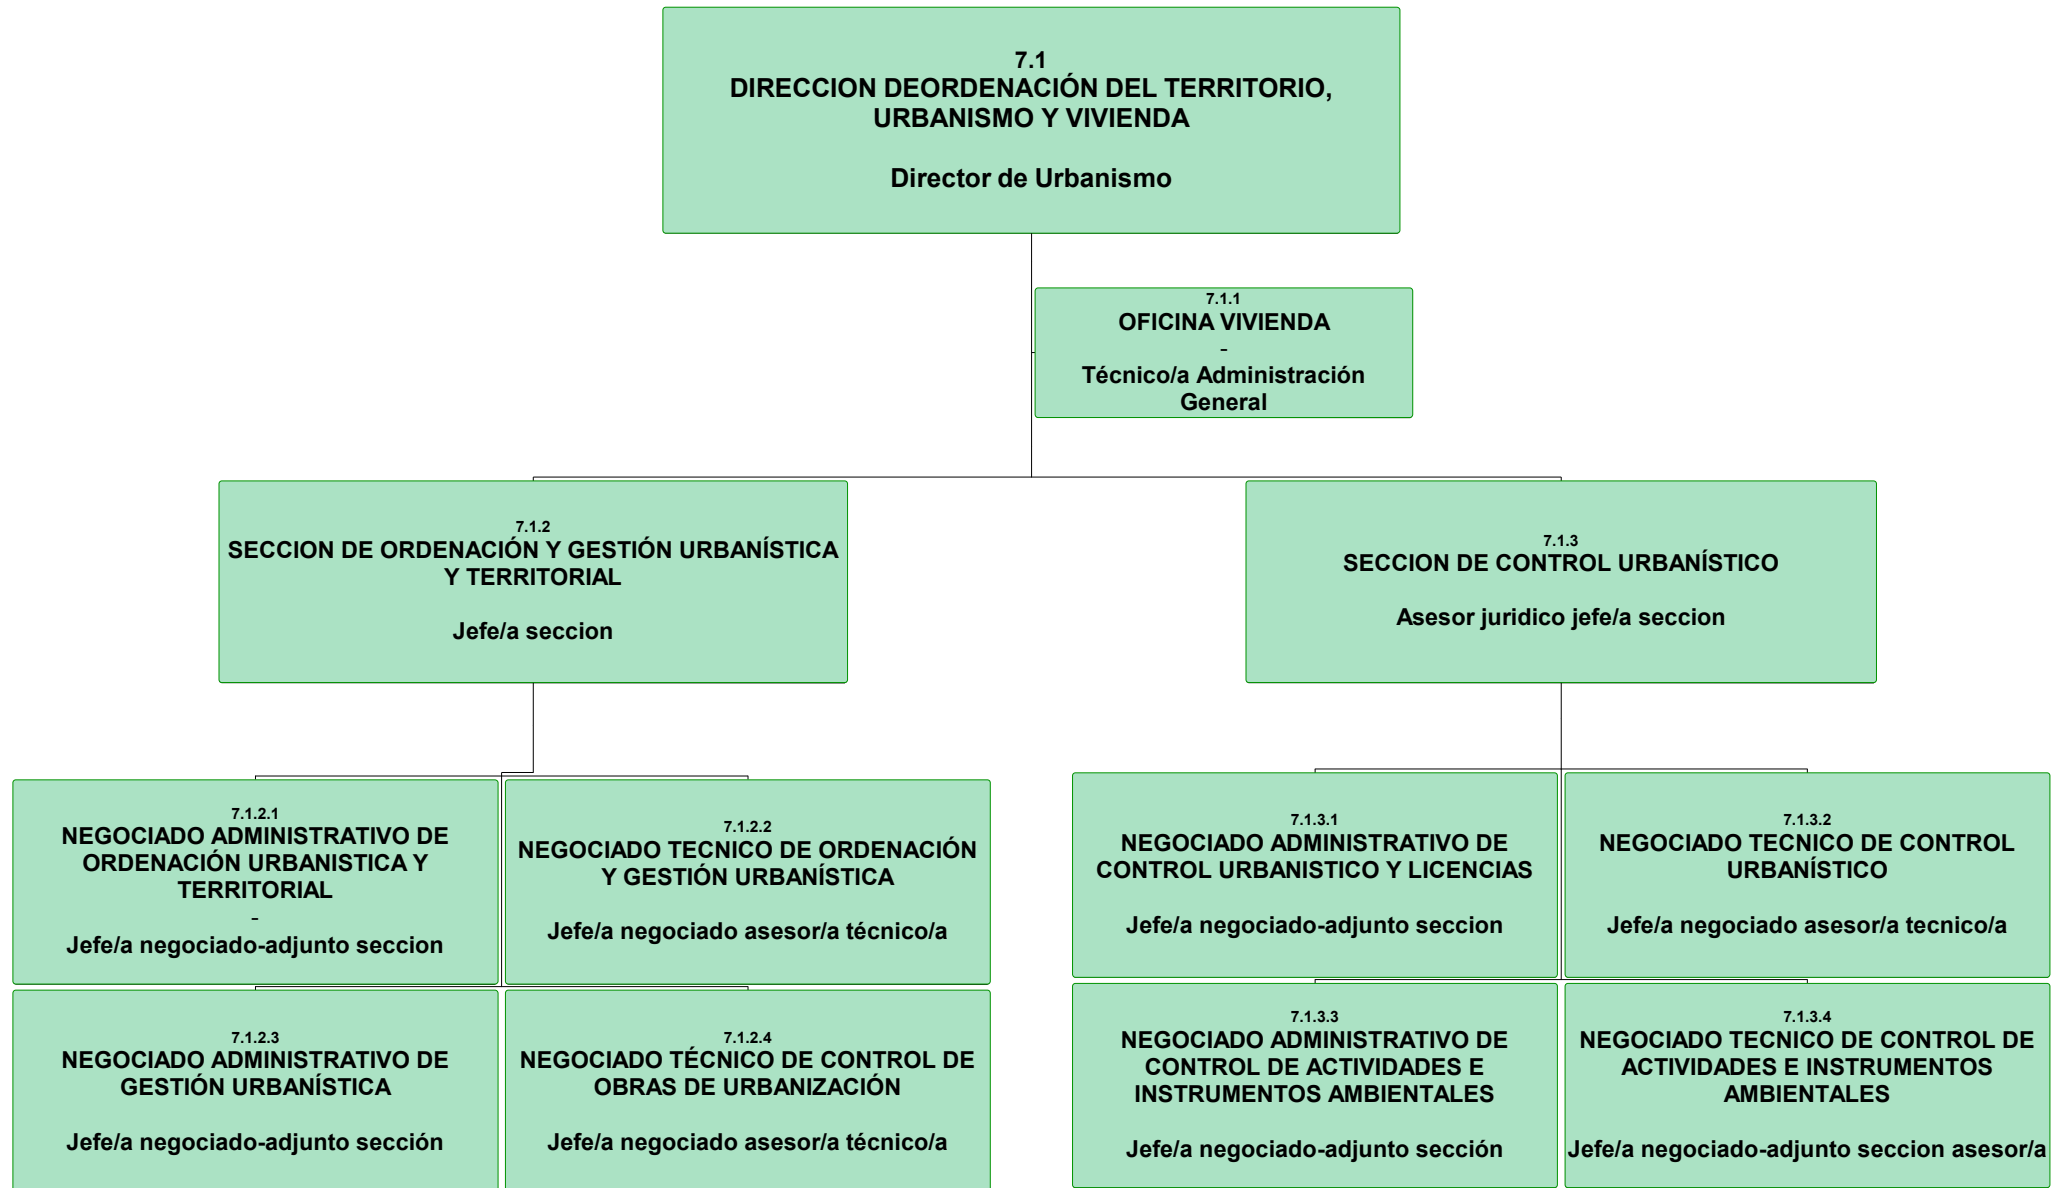 7.1
DIRECCION DEORDENACIÓN DEL TERRITORIO,
URBANISMO Y VIVIENDA
Director de Urbanismo
7.1.1
OFICINA VIVIENDA
-
Técnico/a Administración
General
7.1.2
SECCION DE ORDENACIÓN Y GESTIÓN URBANÍSTICA
Y TERRITORIAL
Jefe/a seccion
7.1.3
SECCION DE CONTROL URBANÍSTICO
Asesor juridico jefe/a seccion
7.1.2.1
NEGOCIADO ADMINISTRATIVO DE
ORDENACIÓN URBANISTICA Y
TERRITORIAL
-
Jefe/a negociado-adjunto seccion
7.1.2.2
NEGOCIADO TECNICO DE ORDENACIÓN
Y GESTIÓN URBANÍSTICA
Jefe/a negociado asesor/a técnico/a
7.1.3.1
NEGOCIADO ADMINISTRATIVO DE
CONTROL URBANISTICO Y LICENCIAS
Jefe/a negociado-adjunto seccion
7.1.3.2
NEGOCIADO TECNICO DE CONTROL
URBANÍSTICO
Jefe/a negociado asesor/a tecnico/a
7.1.2.3
NEGOCIADO ADMINISTRATIVO DE
GESTIÓN URBANÍSTICA
Jefe/a negociado-adjunto sección
7.1.2.4
NEGOCIADO TÉCNICO DE CONTROL DE
OBRAS DE URBANIZACIÓN
Jefe/a negociado asesor/a técnico/a
7.1.3.3
NEGOCIADO ADMINISTRATIVO DE
CONTROL DE ACTIVIDADES E
INSTRUMENTOS AMBIENTALES
Jefe/a negociado-adjunto sección
7.1.3.4
NEGOCIADO TECNICO DE CONTROL DE
ACTIVIDADES E INSTRUMENTOS
AMBIENTALES
Jefe/a negociado-adjunto seccion asesor/a